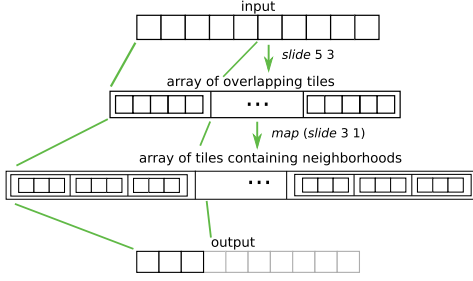 input
slide 5 3
array of overlapping tiles
...
map (slide 3 1)
array of tiles containing neighborhoods
...
output